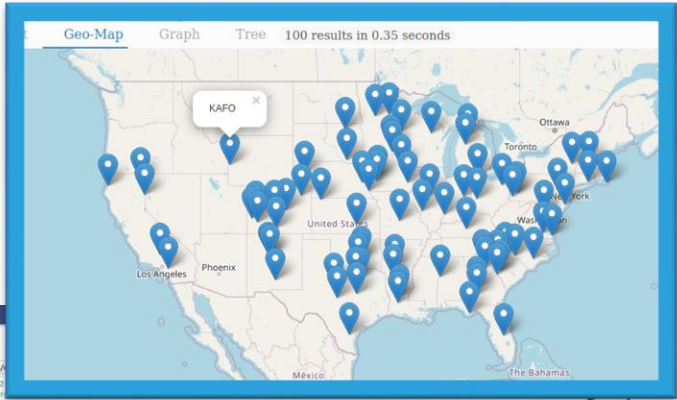 Geo-Map Graph Tree 100 results in 0.35 seconds
KAFO ×
Ottawa
Toronto
New York
United States
Los Angeles
Phoenix
México
The Bahamas